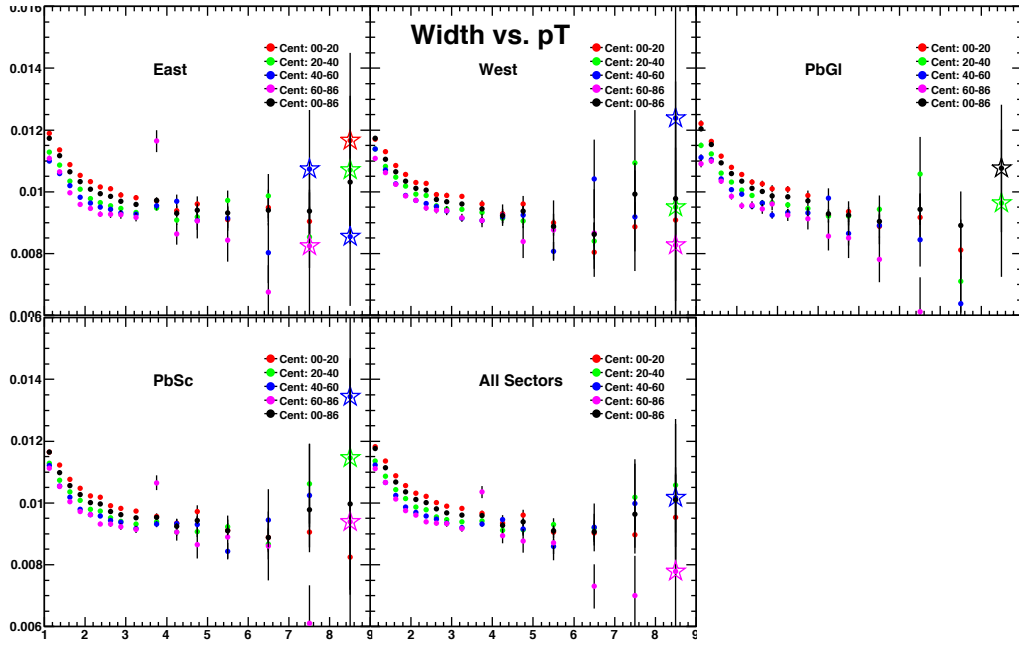 Width vs. pT
East
Cent: 00-20
Cent: 20-40
Cent: 40-60
Cent: 60-86
Cent: 00-86
West
Cent: 00-20
Cent: 20-40
Cent: 40-60
Cent: 60-86
Cent: 00-86
PbGl
Cent: 00-20
Cent: 20-40
Cent: 40-60
Cent: 60-86
Cent: 00-86
0.016
0.014
0.012
0.01
0.008
PbSc
Cent: 00-20
Cent: 20-40
Cent: 40-60
Cent: 60-86
Cent: 00-86
All Sectors
Cent: 00-20
Cent: 20-40
Cent: 40-60
Cent: 60-86
Cent: 00-86
0.014
0.012
0.01
0.008
0.006
1 2 3 4 5 6 7 8 9
2 3 4 5 6 7 8 9